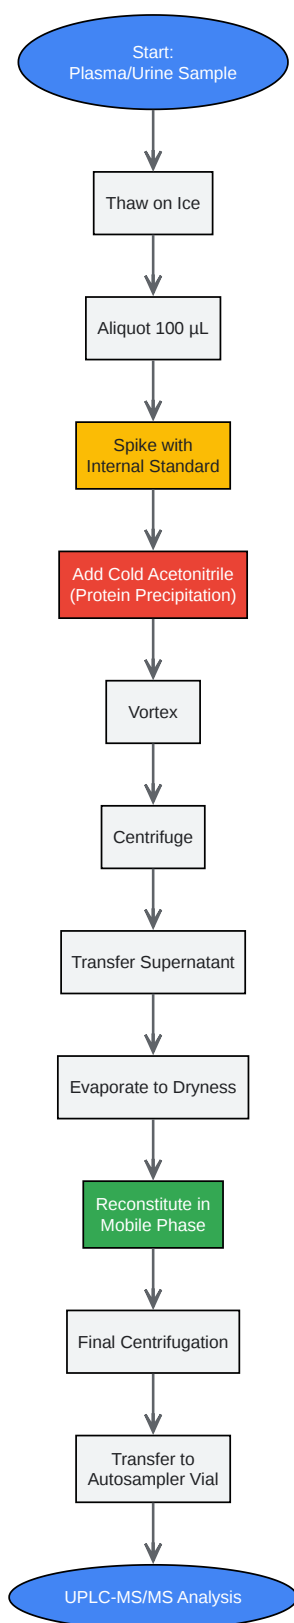 Start:
Plasma/Urine Sample
Thaw on Ice
Aliquot 100 µL
Spike with
Internal Standard
Add Cold Acetonitrile
(Protein Precipitation)
Vortex
Centrifuge
Transfer Supernatant
Evaporate to Dryness
Reconstitute in
Mobile Phase
Final Centrifugation
Transfer to
Autosampler Vial
UPLC-MS/MS Analysis